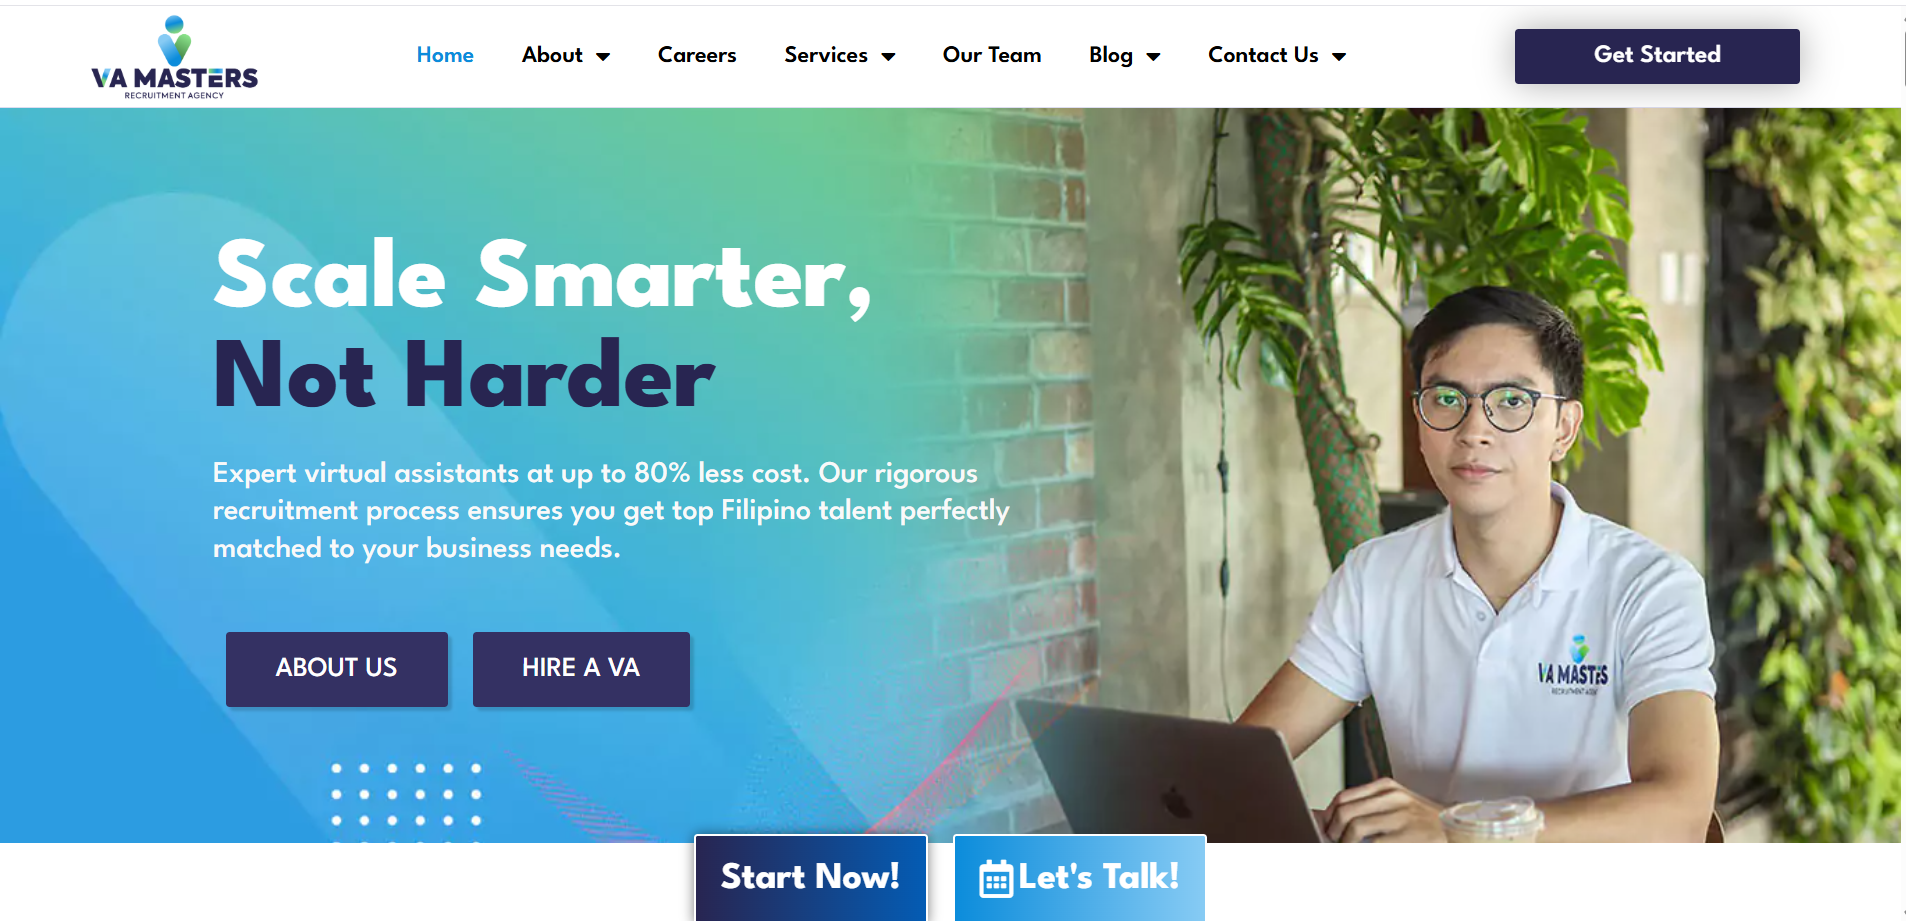 VA MASTERS
RECRUITMENT AGENCY
Home
About
Careers
Services
Our Team
Blog
Contact Us
Get Started
Scale Smarter,
Not Harder
Expert virtual assistants at up to 80% less cost. Our rigorous
recruitment process ensures you get top Filipino talent perfectly
matched to your business needs.
ABOUT US
HIRE A VA
VA MASTERS
RECRUITMENT AGENCY
Start Now!
Let's Talk!